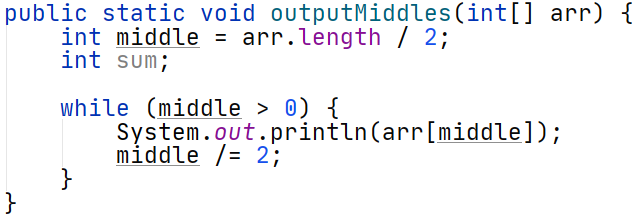 public static void outputMiddles(int[] arr) {
    int middle = arr.length / 2;
    int sum;

    while (middle > 0) {
        System.out.println(arr[middle]);
        middle /= 2;
    }
}